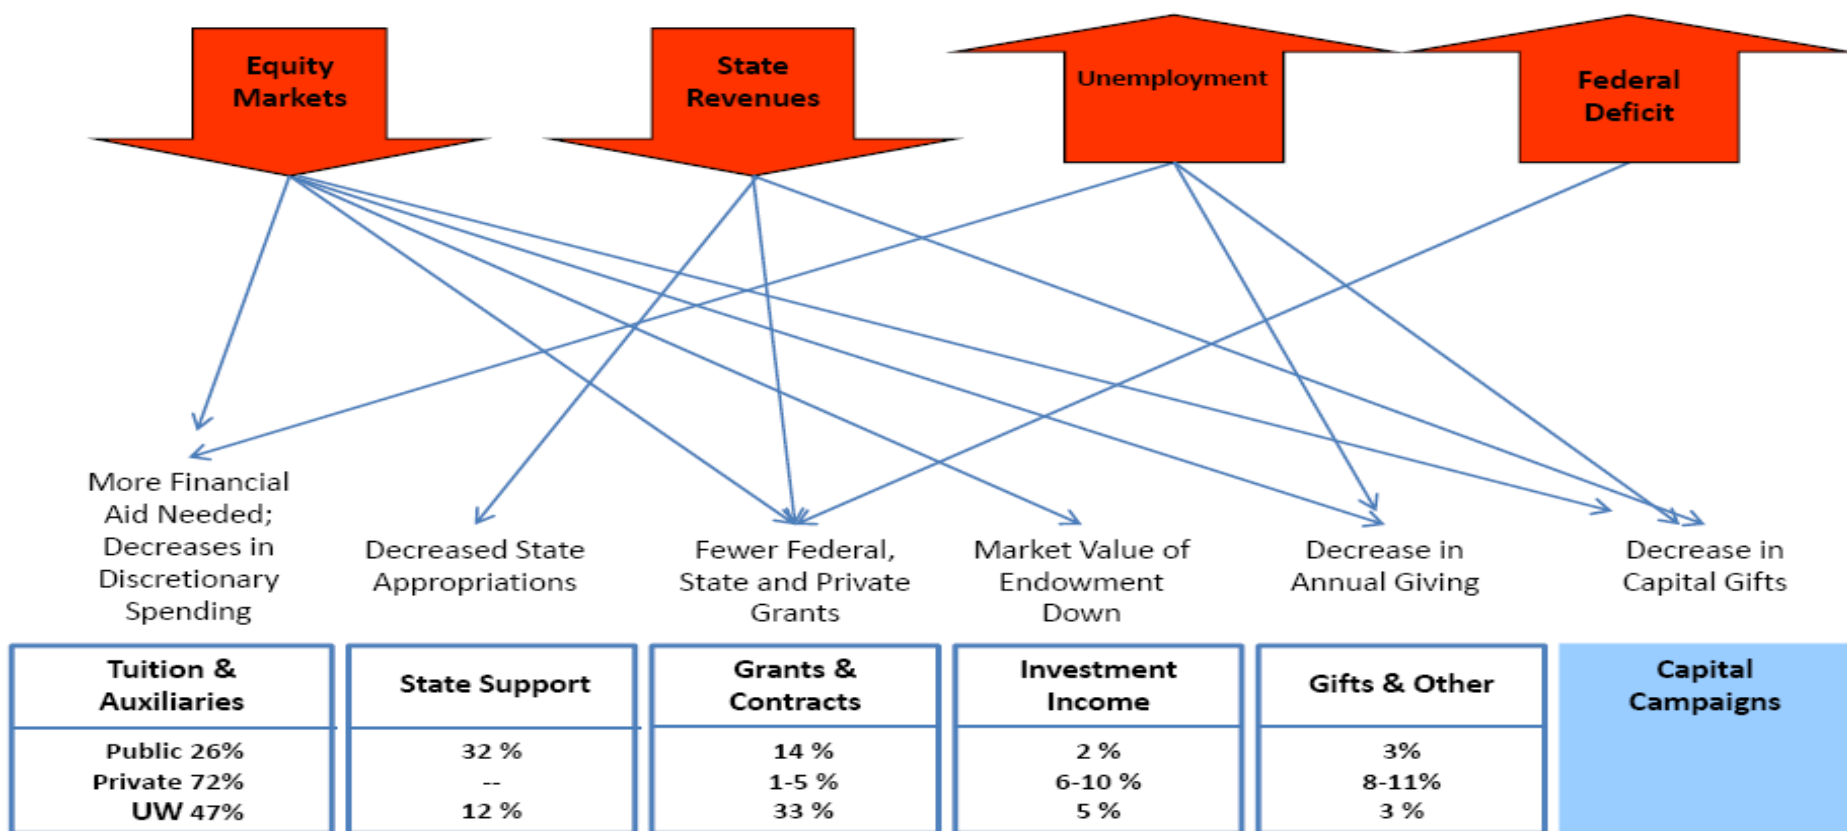 Equity
Markets
State
Revenues
Unemployment
Federal
Deficit
More Financial
Aid Needed;
Decreases in
Discretionary
Spending
Decreased State
Appropriations
Fewer Federal,
State and Private
Grants
Market Value of
Endowment
Down
Decrease in
Annual Giving
Decrease in
Capital Gifts
Tuition &
Auxiliaries
State Support
Grants &
Contracts
Investment
Income
Gifts & Other
Capital
Campaigns
Public 26%
32 %
14 %
2 %
3%
Private 72%
--
1-5 %
6-10 %
8-11%
UW 47%
12 %
33 %
5 %
3 %